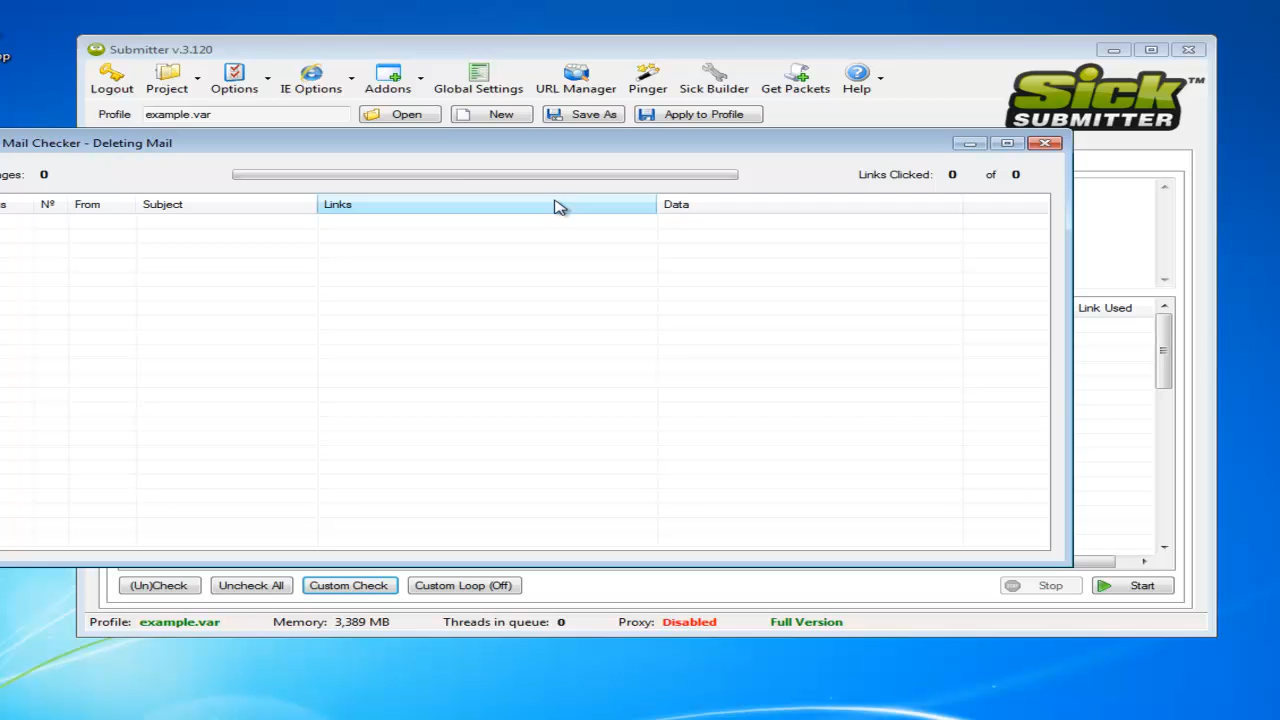 op
Submitter v.3.120
Logout Project Options IE Options Addons Global Settings URL Manager Pinger Sick Builder Get Packets Help
Sick SUBMITTER™
Profile example.var Open New Save As Apply to Profile
Mail Checker - Deleting Mail
ges: 0 Links Clicked: 0 of 0
s Nº From Subject Links Data
Link Used
(Un)Check Uncheck All Custom Check Custom Loop (Off) Stop Start
Profile: example.var Memory: 3,389 MB Threads in queue: 0 Proxy: Disabled Full Version